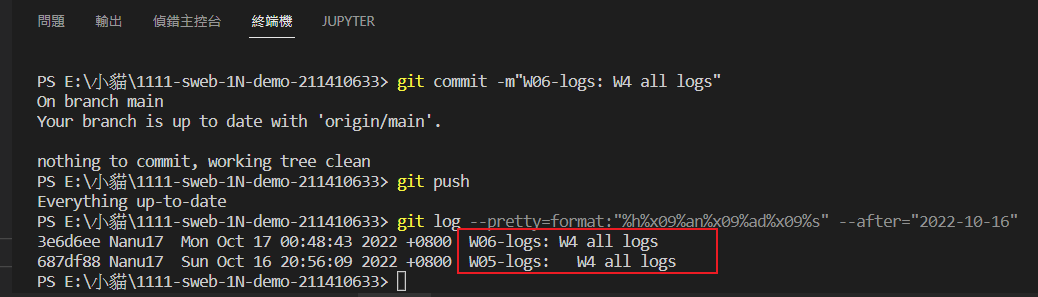 問題 輸出 偵錯主控台 終端機 JUPYTER
PS E:\小貓\1111-sweb-1N-demo-211410633> git commit -m"W06-logs: W4 all logs"
On branch main
Your branch is up to date with 'origin/main'.
nothing to commit, working tree clean
PS E:\小貓\1111-sweb-1N-demo-211410633> git push
Everything up-to-date
PS E:\小貓\1111-sweb-1N-demo-211410633> git log --pretty=format:"%h%x09%an%x09%ad%x09%s" --after="2022-10-16"
3e6d6ee Nanu17  Mon Oct 17 00:48:43 2022 +0800  W06-logs: W4 all logs
687df88 Nanu17  Sun Oct 16 20:56:09 2022 +0800  W05-logs:   W4 all logs
PS E:\小貓\1111-sweb-1N-demo-211410633>